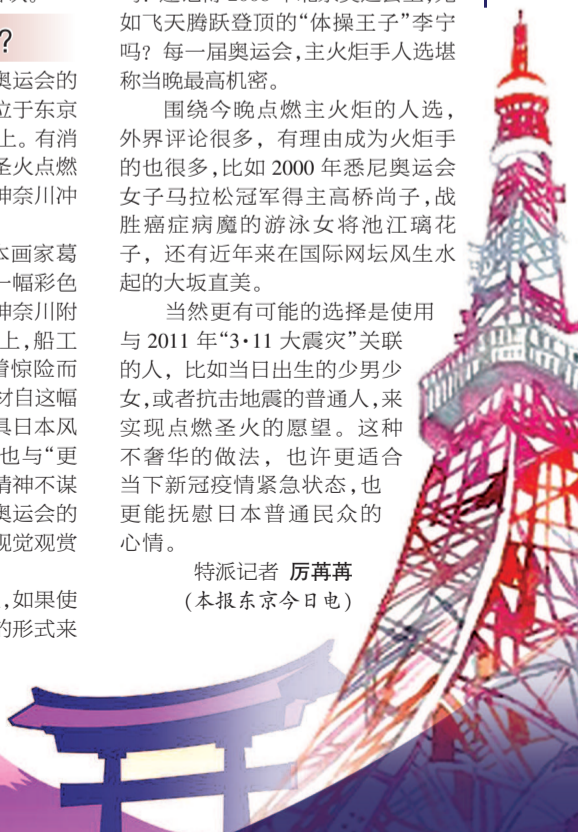 ?
奥运会的
位于东京
上。有消
圣火点燃
神奈川冲
本画家葛
一幅彩色
神奈川附
上,船工
着惊险而
材自这幅
具日本风
也与“更
精神不谋
奥运会的
视觉观赏
,如果使
的形式来
如飞天腾跃登顶的“体操王子”李宁
吗？每一届奥运会,主火炬手人选堪
称当晚最高机密。
围绕今晚点燃主火炬的人选，
外界评论很多，有理由成为火炬手
的也很多,比如 2000 年悉尼奥运会
女子马拉松冠军得主高桥尚子,战
胜癌症病魔的游泳女将池江璃花
子，还有近年来在国际网坛风生水
起的大坂直美。
当然更有可能的选择是使用
与 2011 年“3·11 大震灾”关联
的人，比如当日出生的少男少
女,或者抗击地震的普通人,来
实现点燃圣火的愿望。这种
不奢华的做法，也许更适合
当下新冠疫情紧急状态,也
更能抚慰日本普通民众的
心情。
特派记者 厉苒苒
(本报东京今日电)